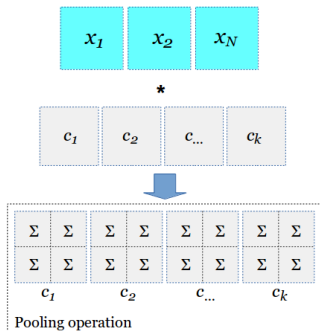 x1 x2 xN
*
c1 c2 c... ck
Σ Σ Σ Σ Σ Σ Σ Σ
Σ Σ Σ Σ Σ Σ Σ Σ
c1 c2 c... ck
Pooling operation